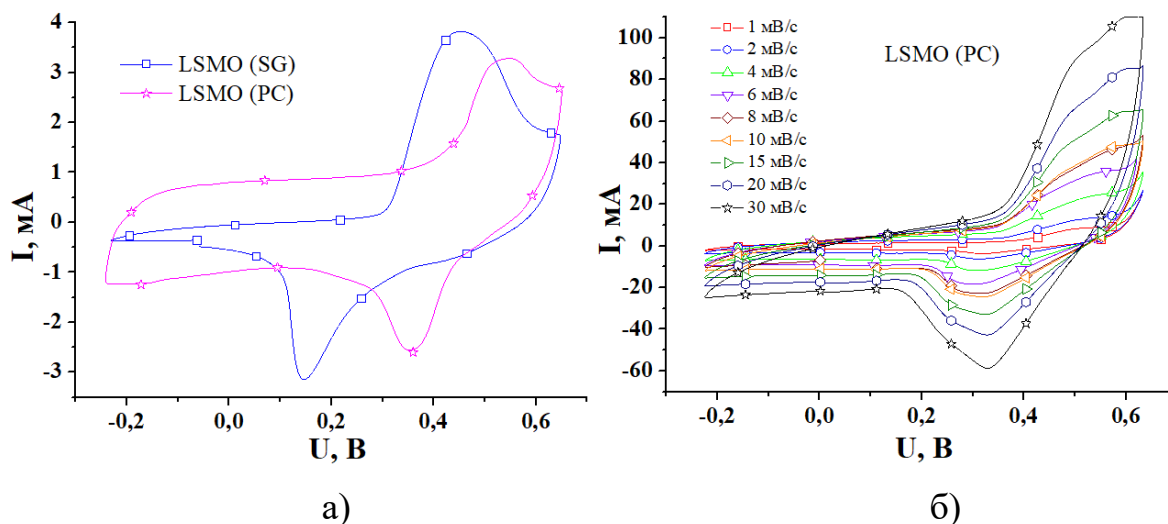 I, мА
4
3
2
1
0
-1
-2
-3
LSMO (SG)
LSMO (PC)
-0,2 0,0 0,2 0,4 0,6
U, В
а)
I, мА
100
80
60
40
20
0
-20
-40
-60
1 мВ/с
2 мВ/с
4 мВ/с
6 мВ/с
8 мВ/с
10 мВ/с
15 мВ/с
20 мВ/с
30 мВ/с
LSMO (PC)
-0,2 0,0 0,2 0,4 0,6
U, В
б)